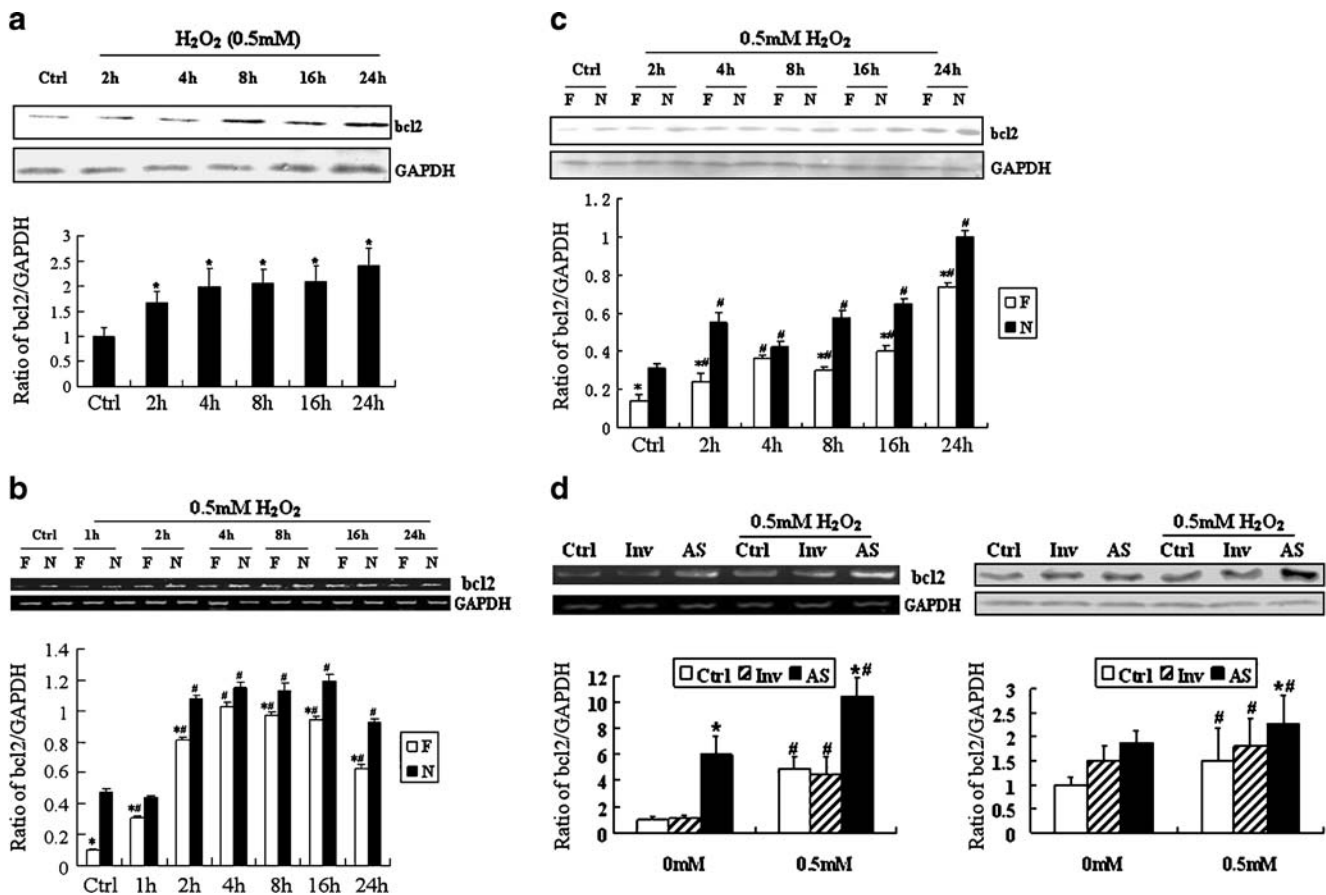 a
H₂O₂ (0.5mM)
Ctrl 2h 4h 8h 16h 24h
bcl2
GAPDH
Ratio of bcl2/GAPDH
3
2.5
2
1.5
1
0.5
0
* * * * *
Ctrl 2h 4h 8h 16h 24h
b
0.5mM H₂O₂
Ctrl 1h 2h 4h 8h 16h 24h
F N F N F N F N F N F N F N
bcl2
GAPDH
Ratio of bcl2/GAPDH
1.4
1.2
1
0.8
0.6
0.4
0.2
0
* *# *# # # # *# # *# # *# #
F
N
Ctrl 1h 2h 4h 8h 16h 24h
c
0.5mM H₂O₂
Ctrl 2h 4h 8h 16h 24h
F N F N F N F N F N F N
bcl2
GAPDH
Ratio of bcl2/GAPDH
1.2
1
0.8
0.6
0.4
0.2
0
* *# # # # *# # *# # *# #
F
N
Ctrl 2h 4h 8h 16h 24h
d
0.5mM H₂O₂
Ctrl Inv AS Ctrl Inv AS
bcl2
GAPDH
Ratio of bcl2/GAPDH
12
10
8
6
4
2
0
Ctrl Inv AS
* # # *#
0mM 0.5mM
0.5mM H₂O₂
Ctrl Inv AS Ctrl Inv AS
bcl2
GAPDH
Ratio of bcl2/GAPDH
3
2.5
2
1.5
1
0.5
0
Ctrl Inv AS
# # *#
0mM 0.5mM